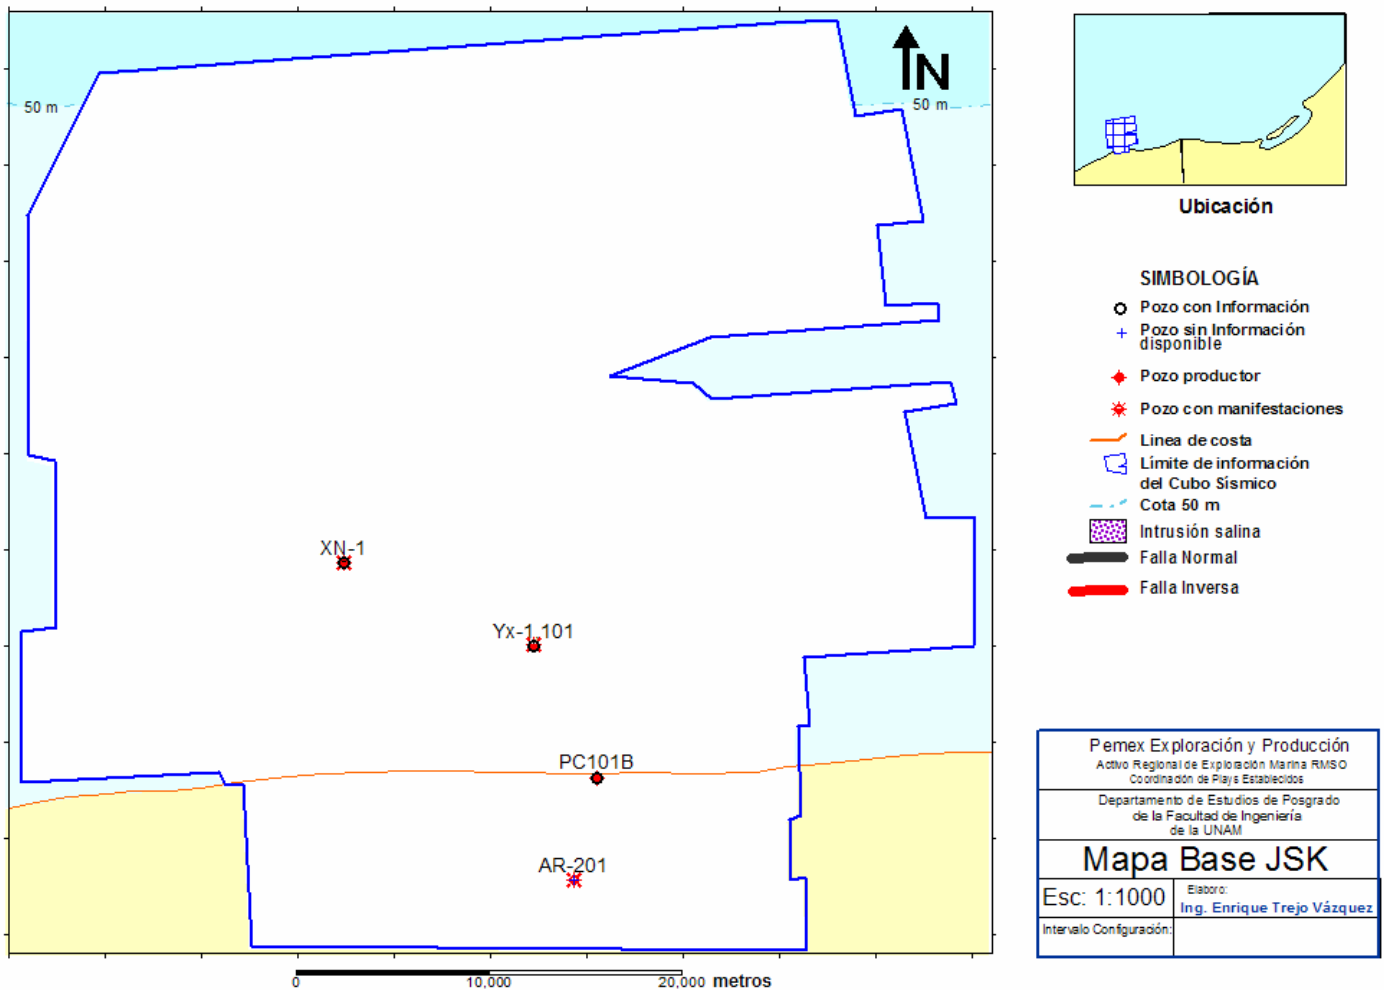 50 m
N
50 m
XN-1
Yx-1,101
PC101B
AR-201
0
10,000
20,000 metros
Ubicación
SIMBOLOGÍA
Pozo con Información
Pozo sin Información
disponible
Pozo productor
Pozo con manifestaciones
Linea de costa
Límite de información
del Cubo Sísmico
Cota 50 m
Intrusión salina
Falla Normal
Falla Inversa
Pemex Exploración y Producción
Activo Regional de Exploración Marina RMSO
Coordinación de Plays Establecidos
Departamento de Estudios de Posgrado
de la Facultad de Ingeniería
de la UNAM
Mapa Base JSK
Esc: 1:1000
Elaboro:
Ing. Enrique Trejo Vázquez
Intervalo Configuración: